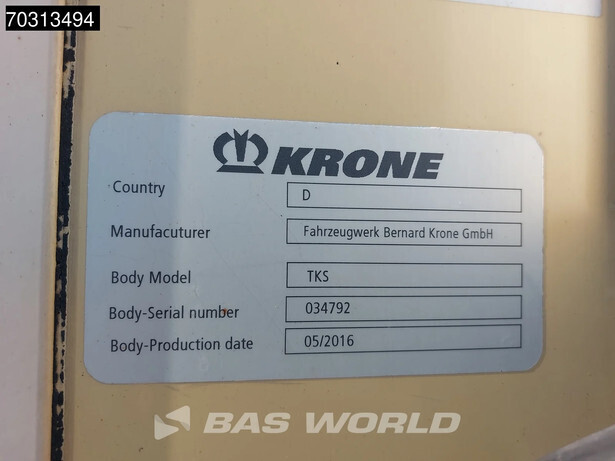 70313494
KRONE
Country D
Manufacuturer Fahrzeugwerk Bernard Krone GmbH
Body Model TKS
Body-Serial number 034792
Body-Production date 05/2016
BAS WORLD